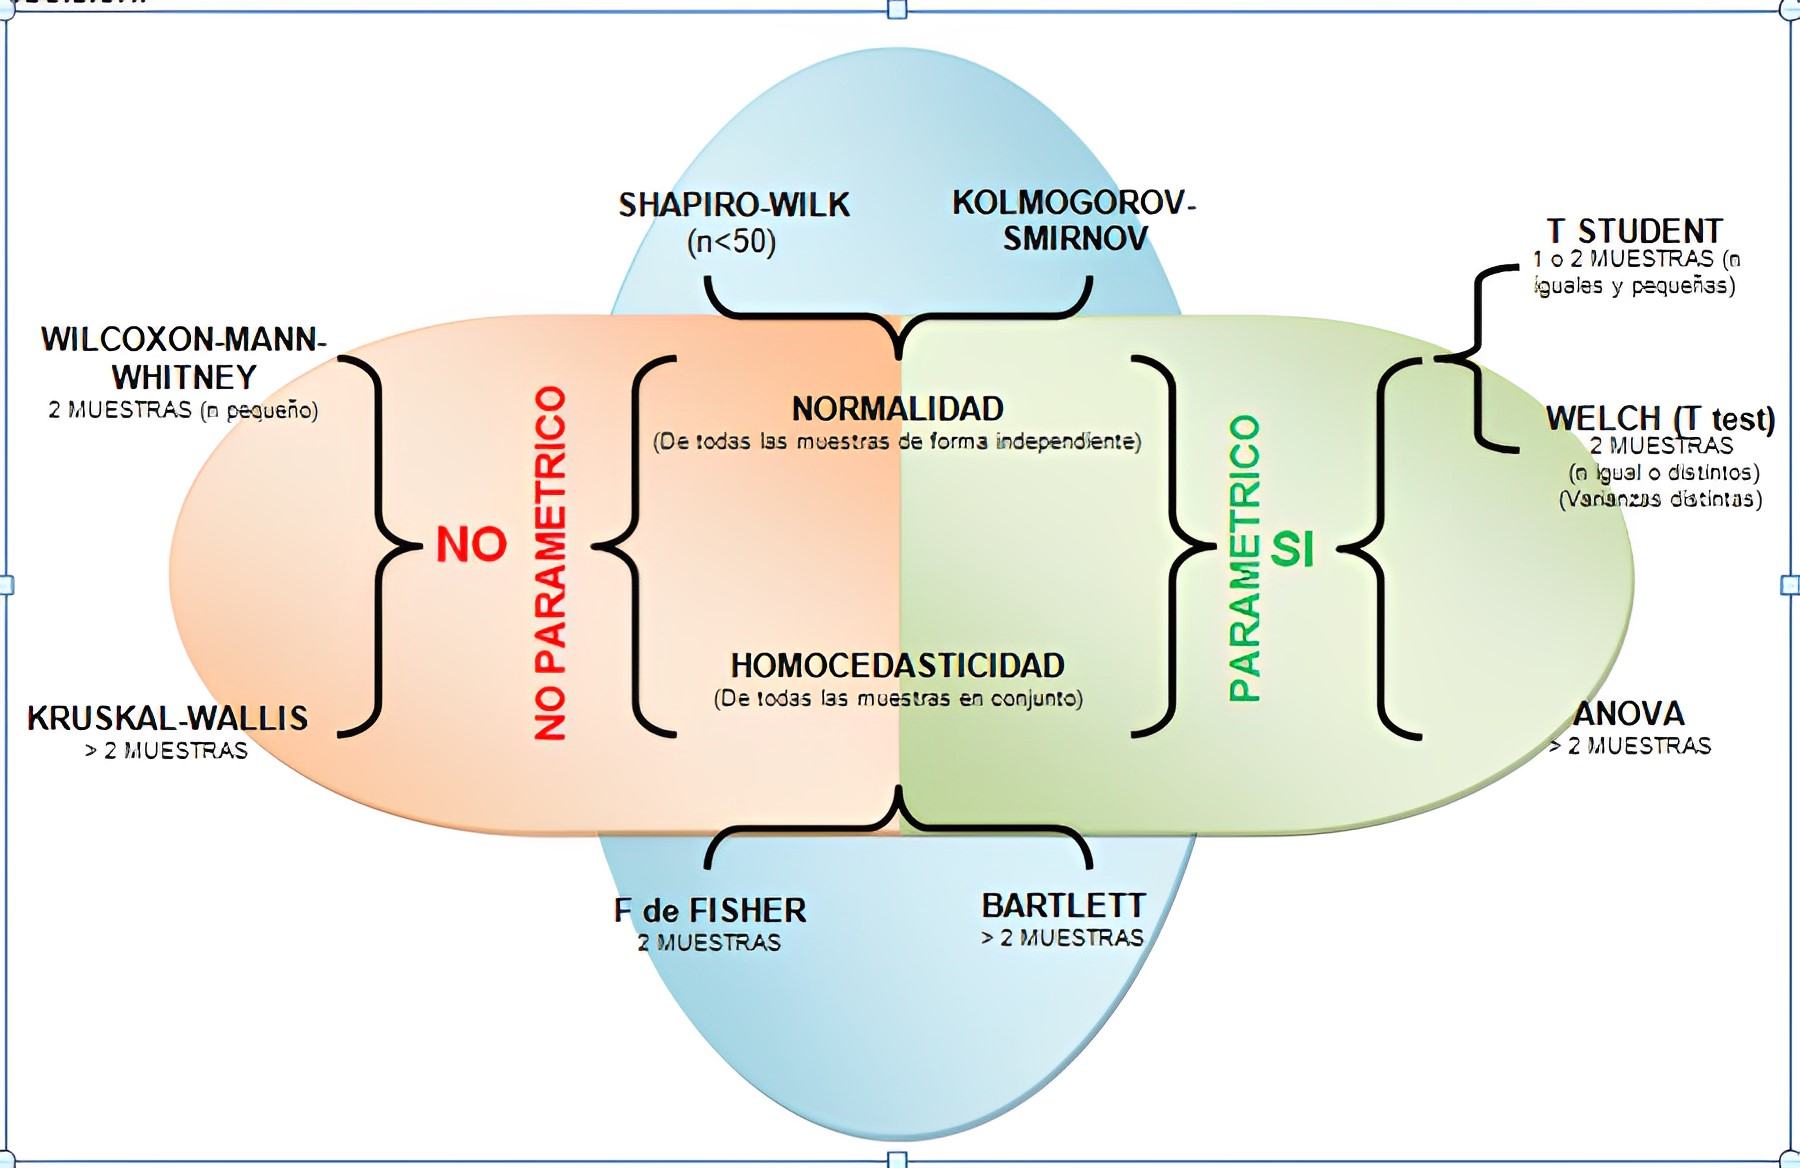 SHAPIRO-WILK
(n<50)
KOLMOGOROV-
SMIRNOV
T STUDENT
1 o 2 MUESTRAS (n
iguales y pequeñas)
WILCOXON-MANN-
WHITNEY
2 MUESTRAS (n pequeño)
NORMALIDAD
(De todas las muestras de forma independiente)
WELCH (T test)
2 MUESTRAS
(n igual o distintos)
(Varianzas distintas)
NO
NO PARAMETRICO
PARAMETRICO
SI
HOMOCEDASTICIDAD
(De todas las muestras en conjunto)
KRUSKAL-WALLIS
> 2 MUESTRAS
ANOVA
> 2 MUESTRAS
F de FISHER
2 MUESTRAS
BARTLETT
> 2 MUESTRAS